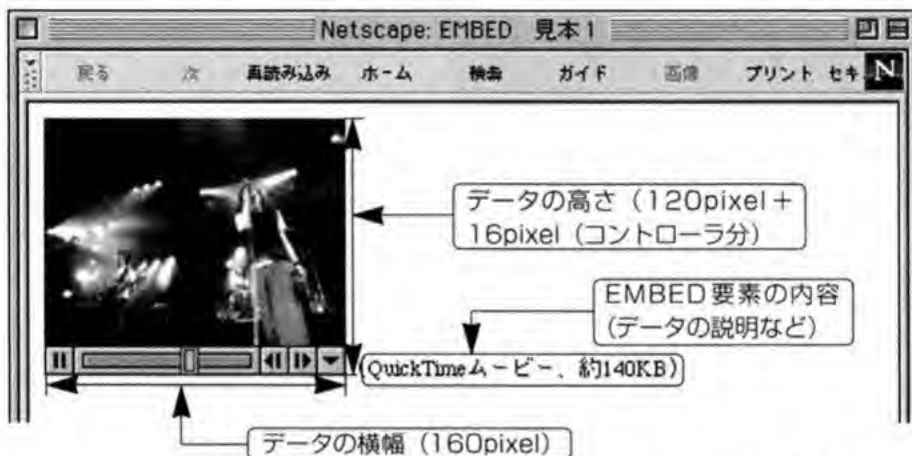 Netscape: EMBED 見本1
戻る 次 再読み込み ホーム 検索 ガイド 画像 プリント セキ N
データの高さ（120pixel＋
16pixel（コントローラ分）
EMBED要素の内容
（データの説明など）
（QuickTimeムービー、約140KB）
データの横幅（160pixel）